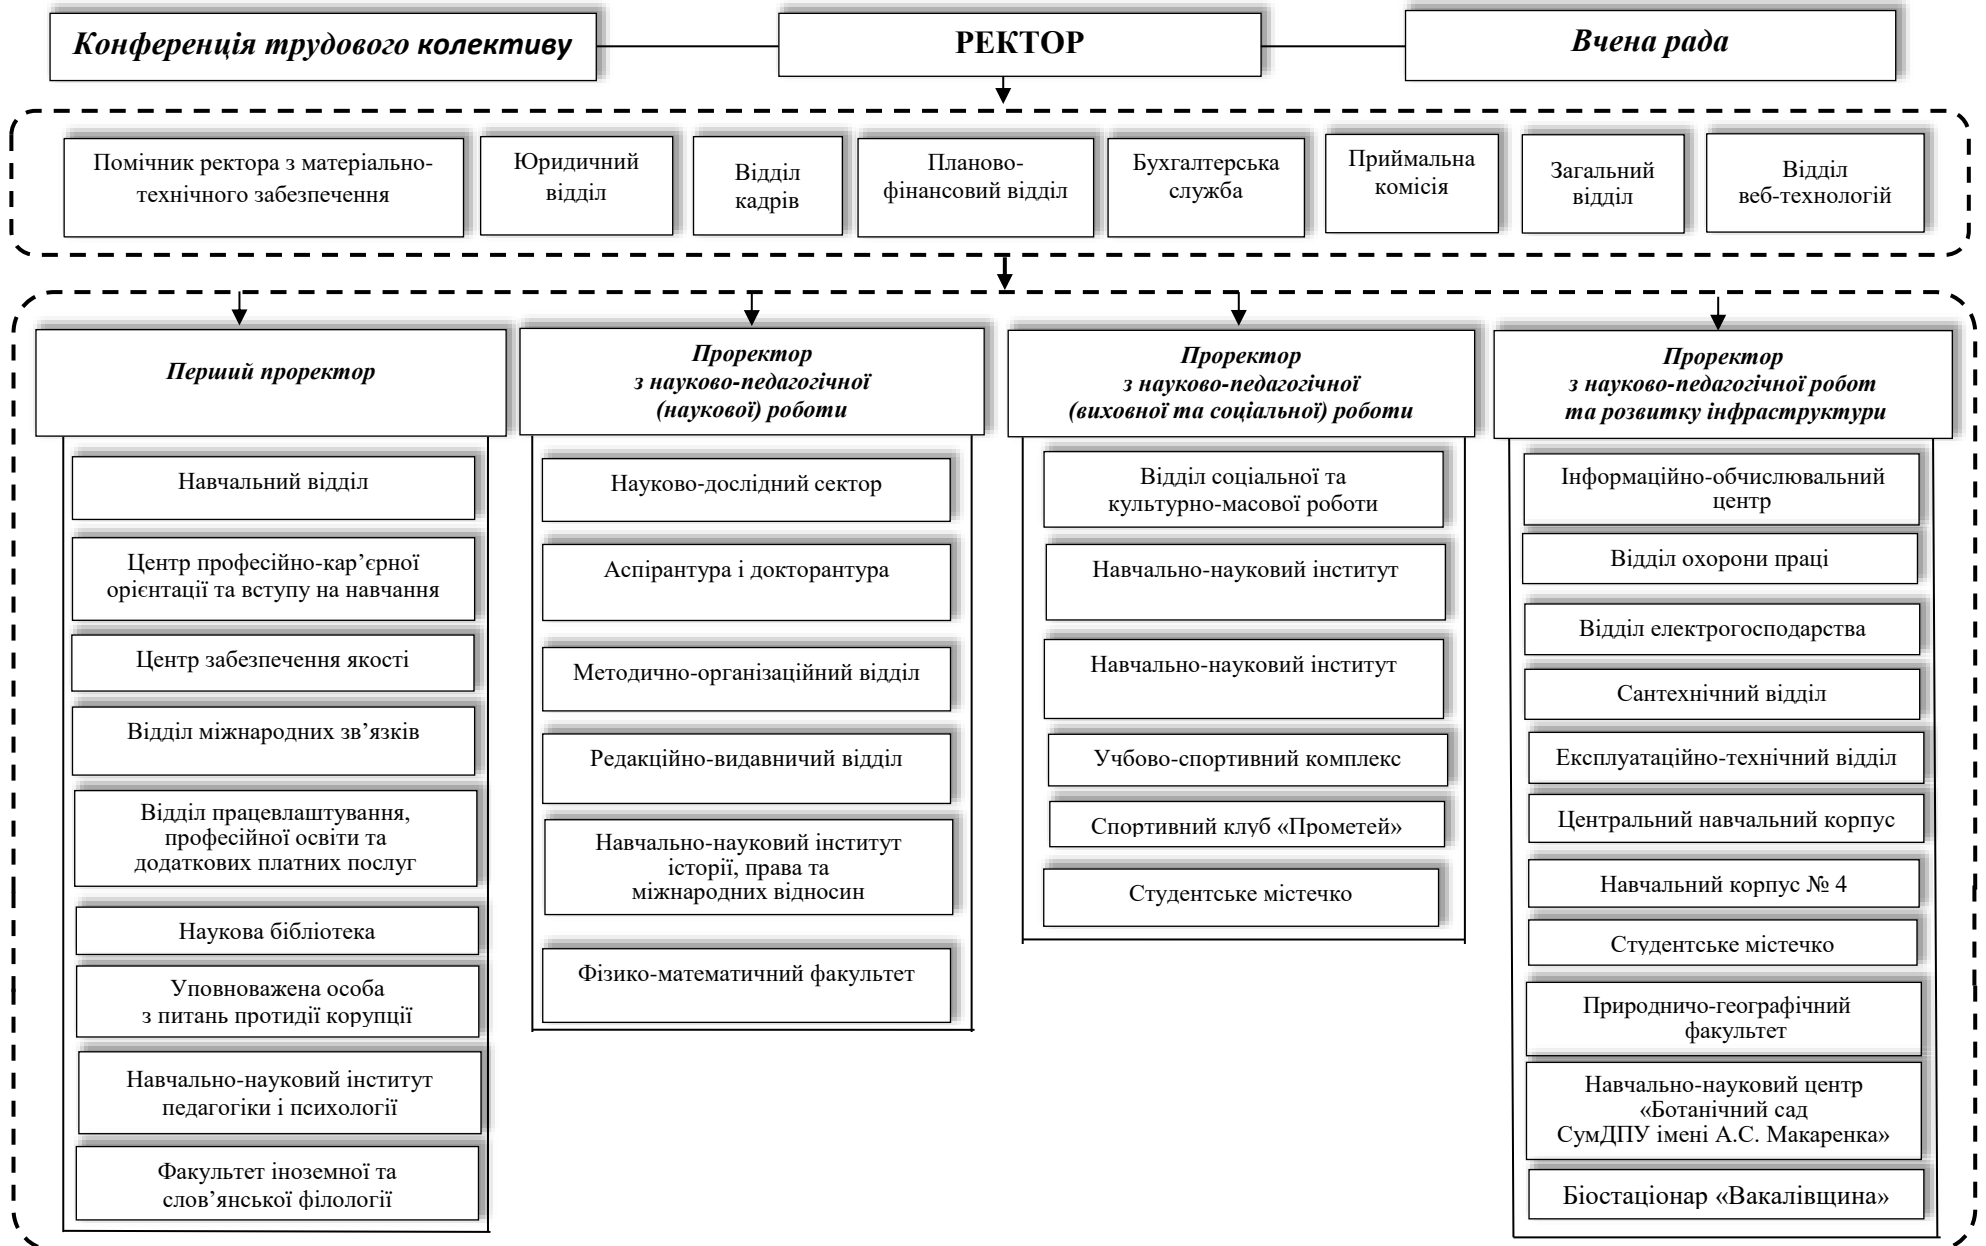 Конференція трудового колективу
РЕКТОР
Вчена рада
Помічник ректора з матеріально-
технічного забезпечення
Юридичний
відділ
Відділ
кадрів
Планово-
фінансовий відділ
Бухгалтерська
служба
Приймальна
комісія
Загальний
відділ
Відділ
веб-технологій
Перший проректор
Навчальний відділ
Центр професійно-кар’єрної
орієнтації та вступу на навчання
Центр забезпечення якості
Відділ міжнародних зв’язків
Відділ працевлаштування,
професійної освіти та
додаткових платних послуг
Наукова бібліотека
Уповноважена особа
з питань протидії корупції
Навчально-науковий інститут
педагогіки і психології
Факультет іноземної та
слов’янської філології
Проректор
з науково-педагогічної
(наукової) роботи
Науково-дослідний сектор
Аспірантура і докторантура
Методично-організаційний відділ
Редакційно-видавничий відділ
Навчально-науковий інститут
історії, права та
міжнародних відносин
Фізико-математичний факультет
Проректор
з науково-педагогічної
(виховної та соціальної) роботи
Відділ соціальної та
культурно-масової роботи
Навчально-науковий інститут
Навчально-науковий інститут
Учбово-спортивний комплекс
Спортивний клуб «Прометей»
Студентське містечко
Проректор
з науково-педагогічної робот
та розвитку інфраструктури
Інформаційно-обчислювальний
центр
Відділ охорони праці
Відділ електрогосподарства
Сантехнічний відділ
Експлуатаційно-технічний відділ
Центральний навчальний корпус
Навчальний корпус № 4
Студентське містечко
Природничо-географічний
факультет
Навчально-науковий центр
«Ботанічний сад
СумДПУ імені А.С. Макаренка»
Біостаціонар «Вакалівщина»